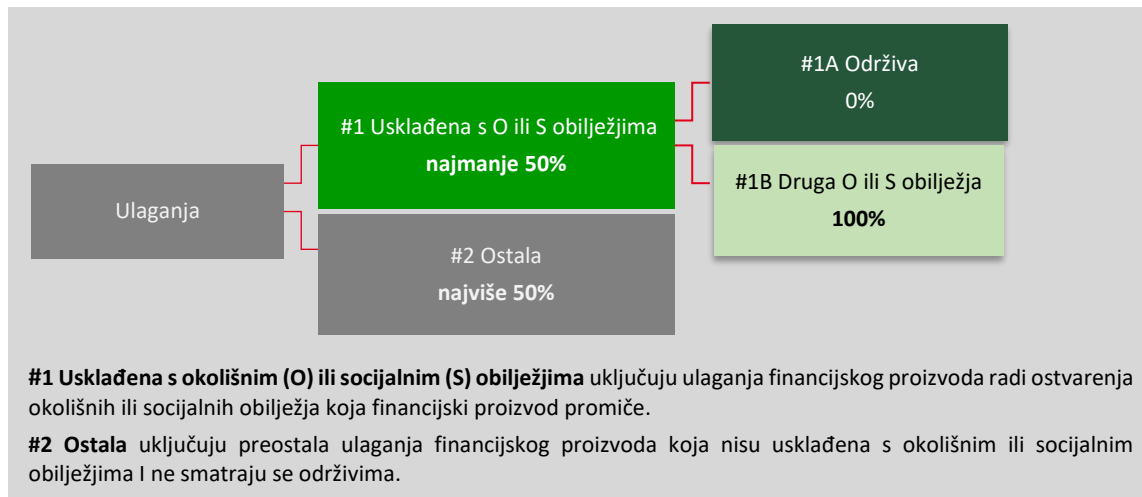 #1A Održiva
0%
#1 Usklađena s O ili S obilježjima
najmanje 50%
#1B Druga O ili S obilježja
100%
Ulaganja
#2 Ostala
najviše 50%
#1 Usklađena s okolišnim (O) ili socijalnim (S) obilježjima uključuju ulaganja financijskog proizvoda radi ostvarenja
okolišnih ili socijalnih obilježja koja financijski proizvod promiče.
#2 Ostala uključuju preostala ulaganja financijskog proizvoda koja nisu usklađena s okolišnim ili socijalnim
obilježjima I ne smatraju se održivima.